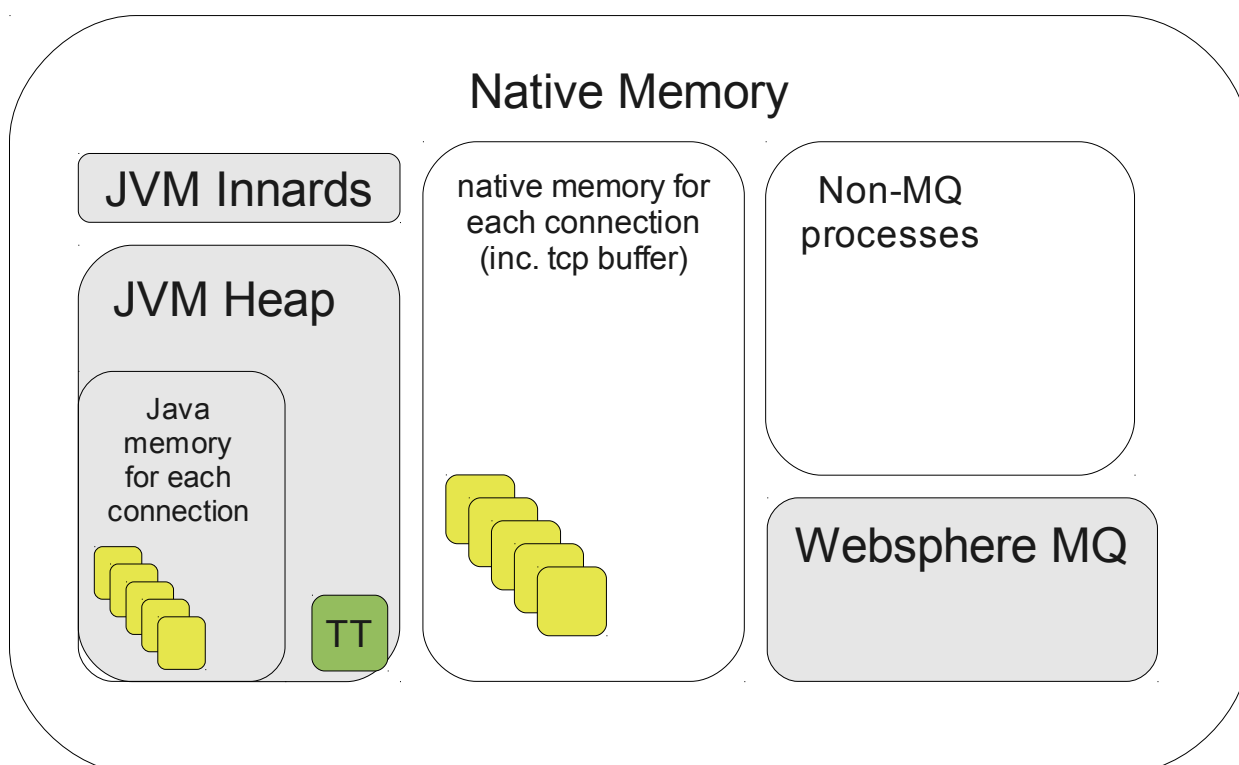 Native Memory
JVM Innards
JVM Heap
Java
memory
for each
connection
TT
native memory for
each connection
(inc. tcp buffer)
Non-MQ
processes
Websphere MQ